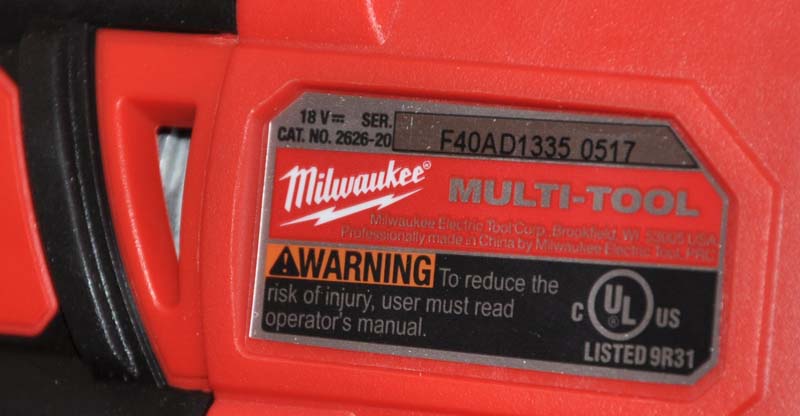 18 V⎓ SER.
CAT. NO. 2626-20
F40AD1335 0517
Milwaukee®
MULTI-TOOL
Milwaukee Electric Tool Corp. Brookfield, WI 53005 USA
Professionally made in China by Milwaukee Electric Tool, PRC
WARNING To reduce the
risk of injury, user must read
operator's manual.
C UL US
LISTED 9R31